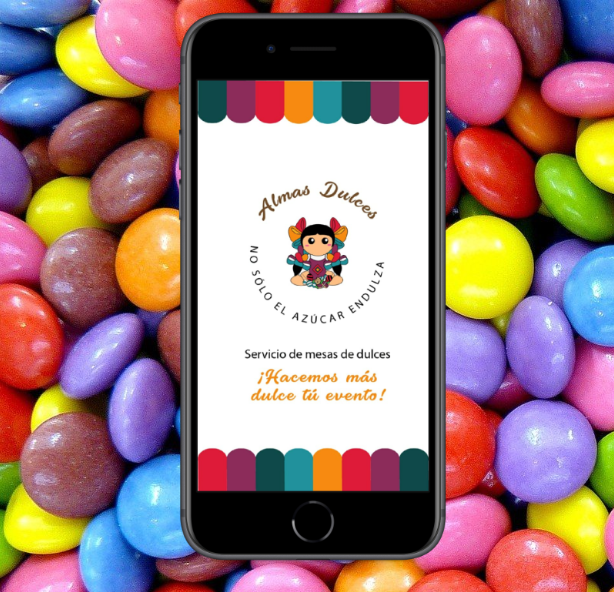 Almas Dulces
NO SÓLO EL AZÚCAR ENDULZA
Servicio de mesas de dulces
¡Hacemos más
dulce tú evento!